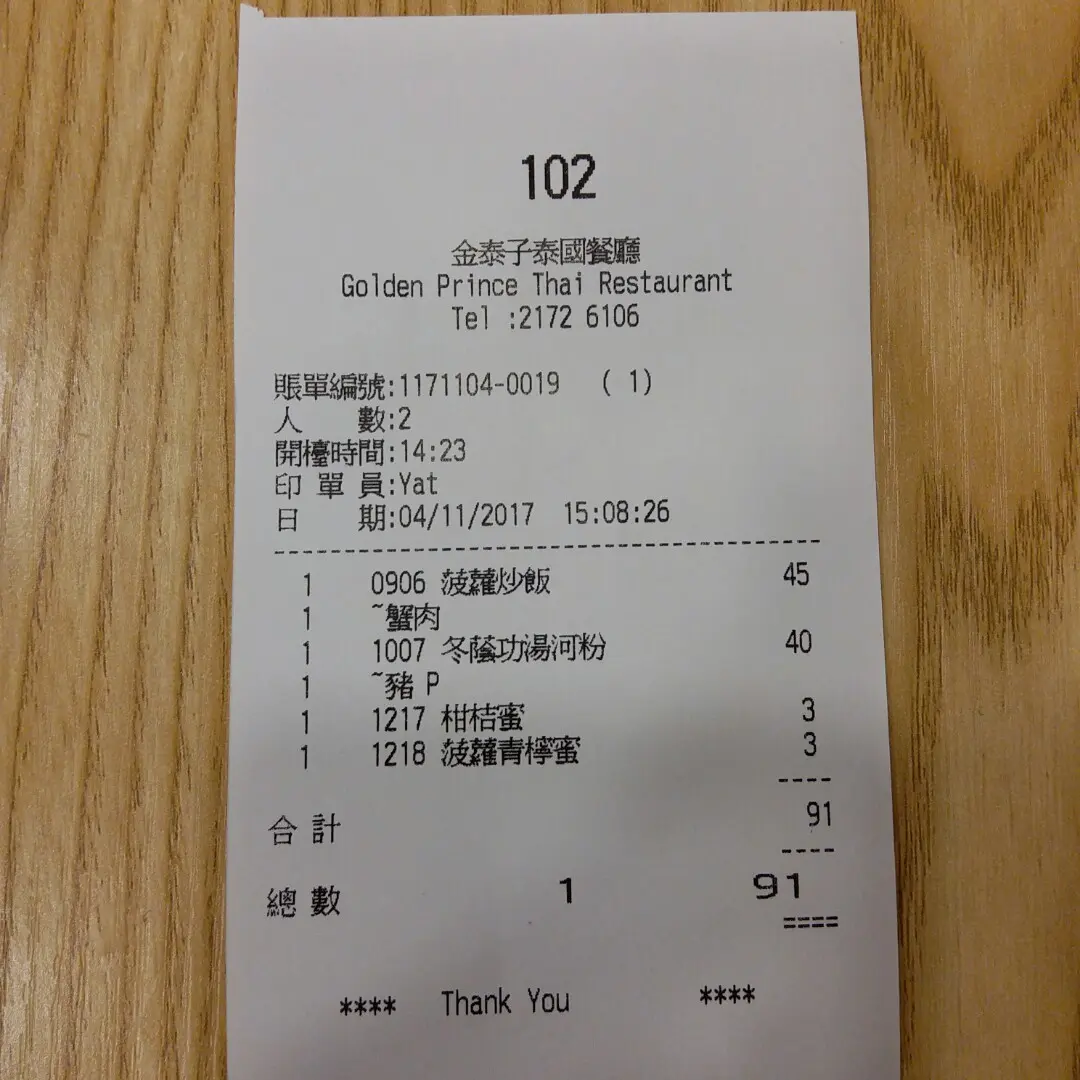 102
金泰子泰國餐廳
Golden Prince Thai Restaurant
Tel :2172 6106
賬單編號:1171104-0019 ( 1)
人 數:2
開檯時間:14:23
印 單 員:Yat
日 期:04/11/2017 15:08:26
1 0906 菠蘿炒飯 45
1 ~蟹肉
1 1007 冬蔭功湯河粉 40
1 ~豬 P
1 1217 柑桔蜜 3
1 1218 菠蘿青檸蜜 3
合 計 91
總 數 1 91
====
**** Thank You ****